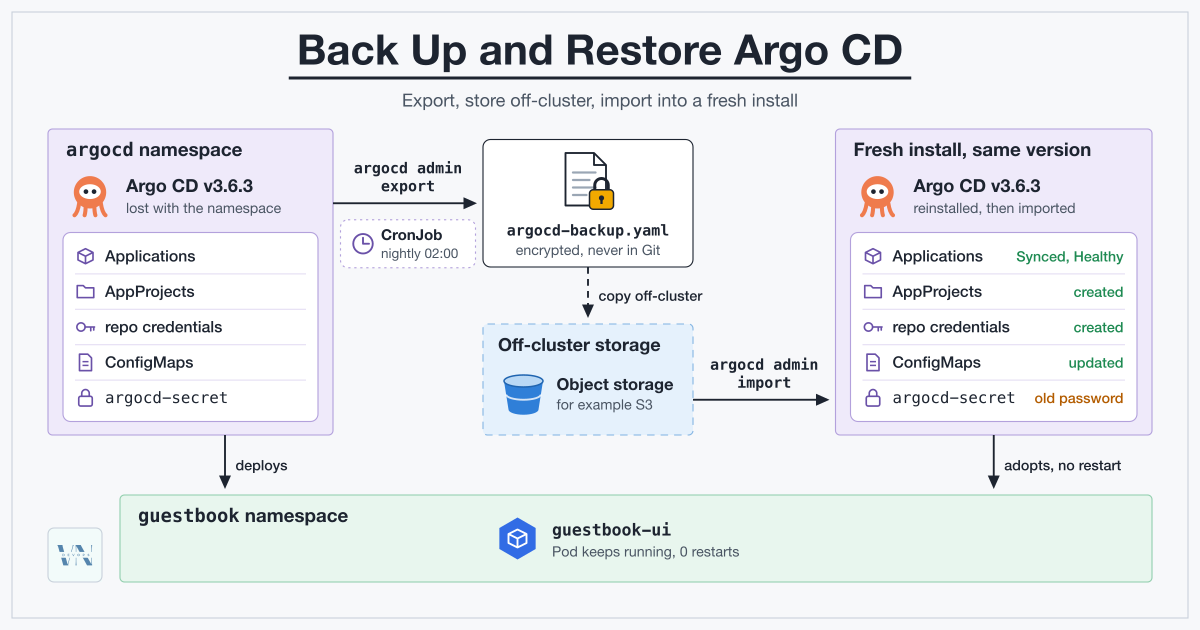 Back Up and Restore Argo CD
Export, store off-cluster, import into a fresh install
argocd namespace
Argo CD v3.6.3
lost with the namespace
Applications
AppProjects
repo credentials
ConfigMaps
argocd-secret
argocd admin
export
CronJob
nightly 02:00
argocd-backup.yaml
encrypted, never in Git
copy off-cluster
Off-cluster storage
Object storage
for example S3
argocd admin
import
Fresh install, same version
Argo CD v3.6.3
reinstalled, then imported
Applications Synced, Healthy
AppProjects created
repo credentials created
ConfigMaps updated
argocd-secret old password
deploys
adopts, no restart
guestbook namespace
guestbook-ui
Pod keeps running, 0 restarts
VN